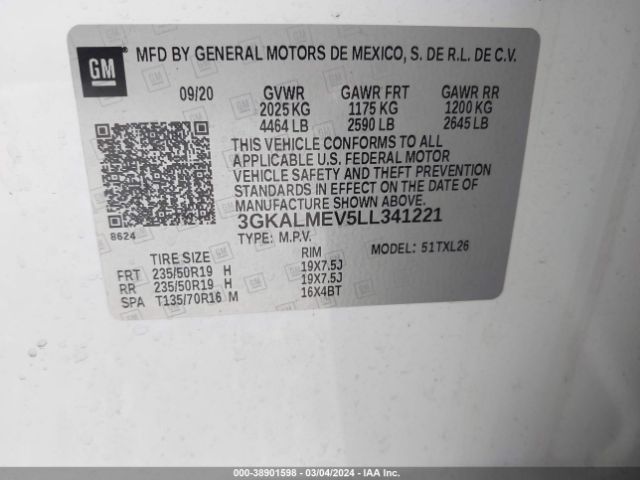 GM
MFD BY GENERAL MOTORS DE MEXICO, S. DE R.L. DE C.V.
09/20 GVWR GAWR FRT GAWR RR
2025 KG 1175 KG 1200 KG
4464 LB 2590 LB 2645 LB
THIS VEHICLE CONFORMS TO ALL
APPLICABLE U.S. FEDERAL MOTOR
VEHICLE SAFETY AND THEFT PREVENTION
STANDARDS IN EFFECT ON THE DATE OF
MANUFACTURE SHOWN ABOVE.
8624 3GKALMEV5LL341221
TYPE: M.P.V. MODEL: 51TXL26
TIRE SIZE RIM
FRT 235/50R19 H 19X7.5J
RR 235/50R19 H 19X7.5J
SPA T135/70R16 M 16X4BT
000-38901598 - 03/04/2024 - IAAI.COM